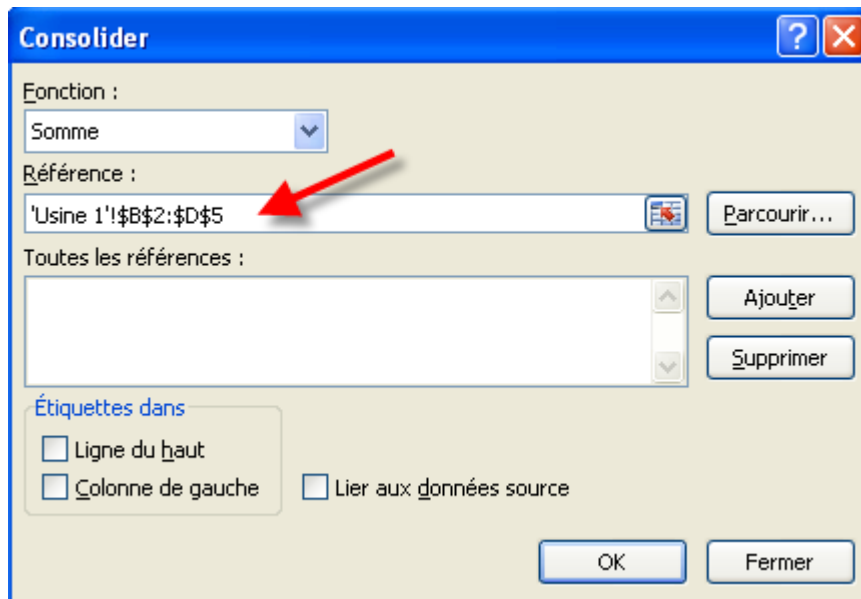 Consolider
Fonction :
Somme
Référence :
'Usine 1'!$B$2:$D$5
Parcourir...
Toutes les références :
Ajouter
Supprimer
Étiquettes dans
Ligne du haut
Colonne de gauche
Lier aux données source
OK
Fermer